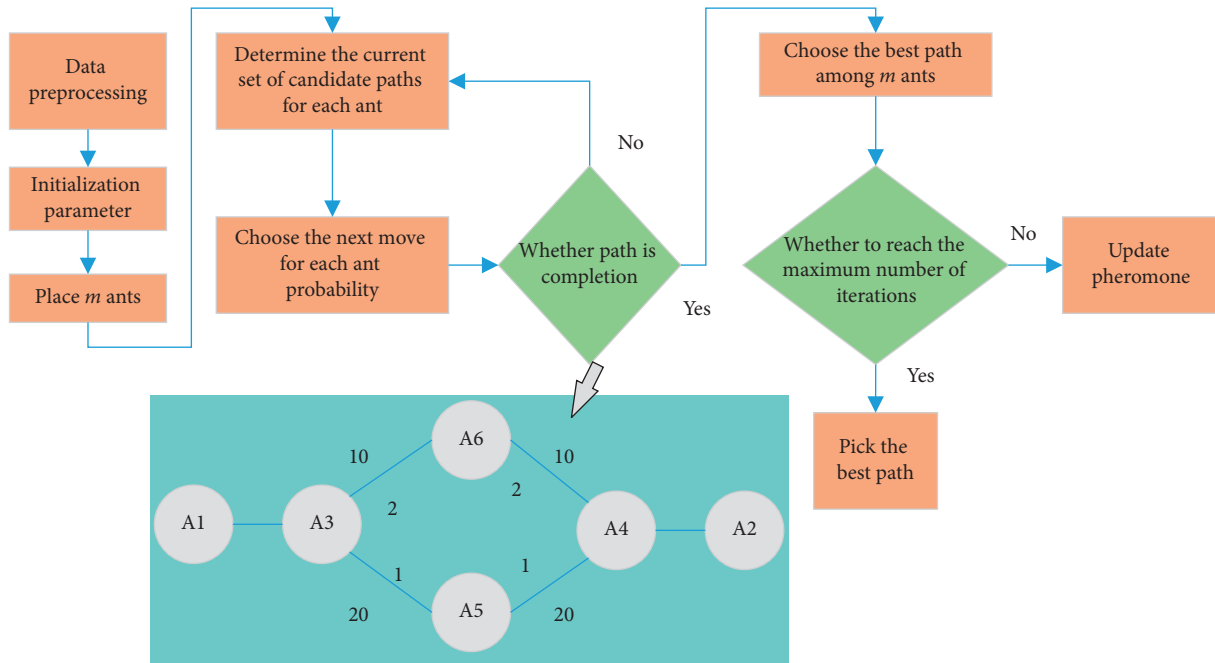 Data
preprocessing
Initialization
parameter
Place m ants
Determine the current
set of candidate paths
for each ant
Choose the next move
for each ant
probability
Whether path is
completion
No
Yes
Choose the best path
among m ants
Whether to reach the
maximum number of
iterations
No
Yes
Update
pheromone
Pick the
best path
A1
A3
10
2
A6
10
2
1
20
A5
1
20
A4
A2